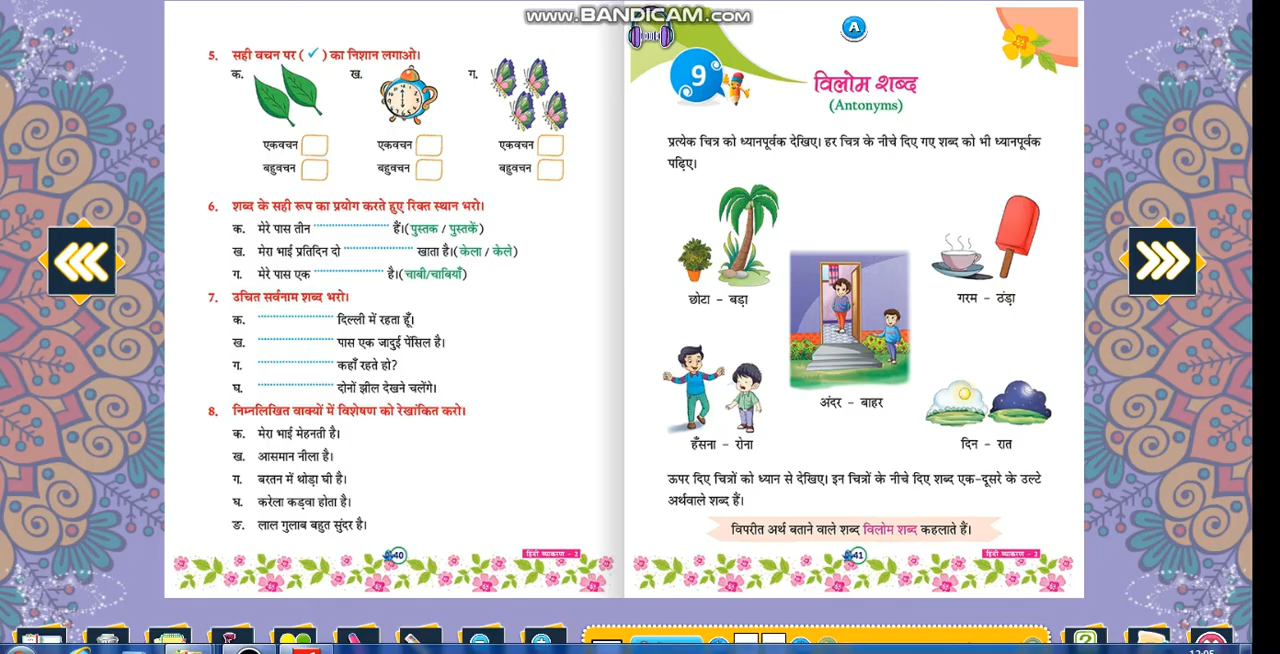 www.BANDICAM.com
5. सही वचन पर ( ✓ ) का निशान लगाओ।
क. ख. ग.
एकवचन एकवचन एकवचन
बहुवचन बहुवचन बहुवचन
6. शब्द के सही रूप का प्रयोग करते हुए रिक्त स्थान भरो।
क. मेरे पास तीन ........................ हैं। (पुस्तक / पुस्तकें)
ख. मेरा भाई प्रतिदिन दो ........................ खाता है। (केला / केले)
ग. मेरे पास एक ........................ है। (चाबी/चाबियाँ)
7. उचित सर्वनाम शब्द भरो।
क. ........................ दिल्ली में रहता हूँ।
ख. ........................ पास एक जादुई पेंसिल है।
ग. ........................ कहाँ रहते हो?
घ. ........................ दोनों झील देखने चलेंगे।
8. निम्नलिखित वाक्यों में विशेषण को रेखांकित करो।
क. मेरा भाई मेहनती है।
ख. आसमान नीला है।
ग. बरतन में थोड़ा घी है।
घ. करेला कड़वा होता है।
ङ. लाल गुलाब बहुत सुंदर है।
40
हिंदी व्याकरण - 2
A
9
विलोम शब्द
(Antonyms)
प्रत्येक चित्र को ध्यानपूर्वक देखिए। हर चित्र के नीचे दिए गए शब्द को भी ध्यानपूर्वक
पढ़िए।
छोटा - बड़ा
गरम - ठंड़ा
अंदर - बाहर
हँसना - रोना
दिन - रात
ऊपर दिए चित्रों को ध्यान से देखिए। इन चित्रों के नीचे दिए शब्द एक-दूसरे के उल्टे
अर्थवाले शब्द हैं।
विपरीत अर्थ बताने वाले शब्द विलोम शब्द कहलाते हैं।
41
हिंदी व्याकरण - 2